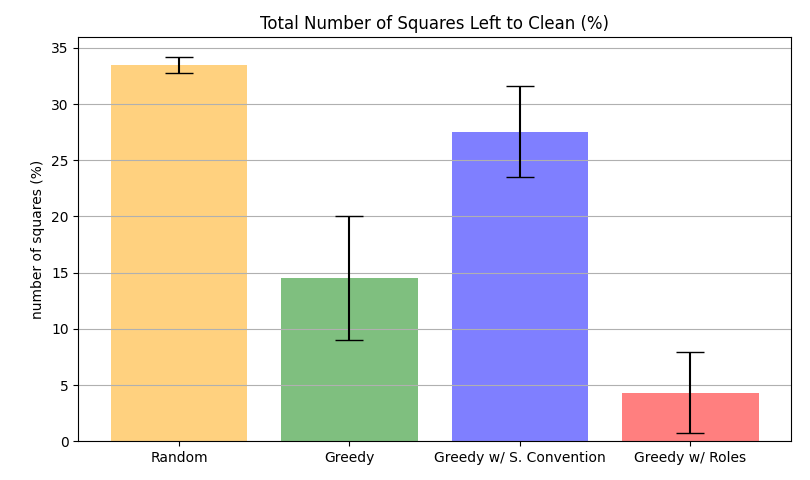 Total Number of Squares Left to Clean (%)
number of squares (%)
35
30
25
20
15
10
5
0
Random Greedy Greedy w/ S. Convention Greedy w/ Roles